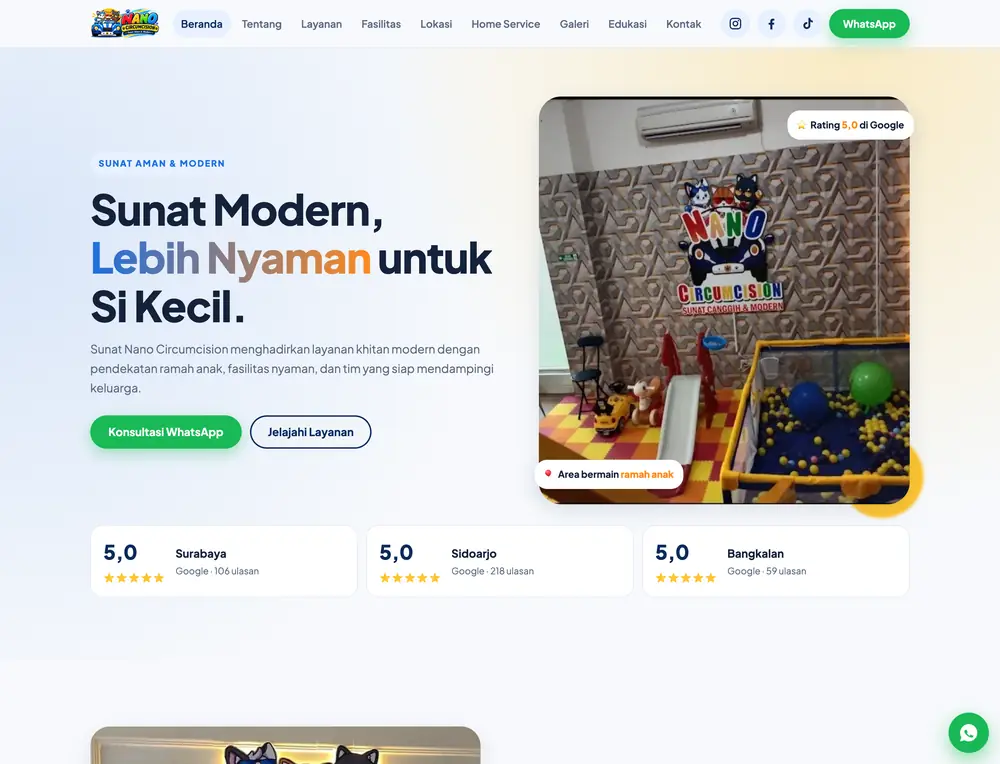 NANO
CIRCUMCISION
Beranda
Tentang
Layanan
Fasilitas
Lokasi
Home Service
Galeri
Edukasi
Kontak
WhatsApp
SUNAT AMAN & MODERN
Sunat Modern,
Lebih Nyaman untuk
Si Kecil.
Sunat Nano Circumcision menghadirkan layanan khitan modern dengan
pendekatan ramah anak, fasilitas nyaman, dan tim yang siap mendampingi
keluarga.
Konsultasi WhatsApp
Jelajahi Layanan
⭐ Rating 5,0 di Google
NANO
CIRCUMCISION
SUNAT CANGGIH & MODERN
📍 Area bermain ramah anak
5,0
Surabaya
Google · 106 ulasan
5,0
Sidoarjo
Google · 218 ulasan
5,0
Bangkalan
Google · 59 ulasan